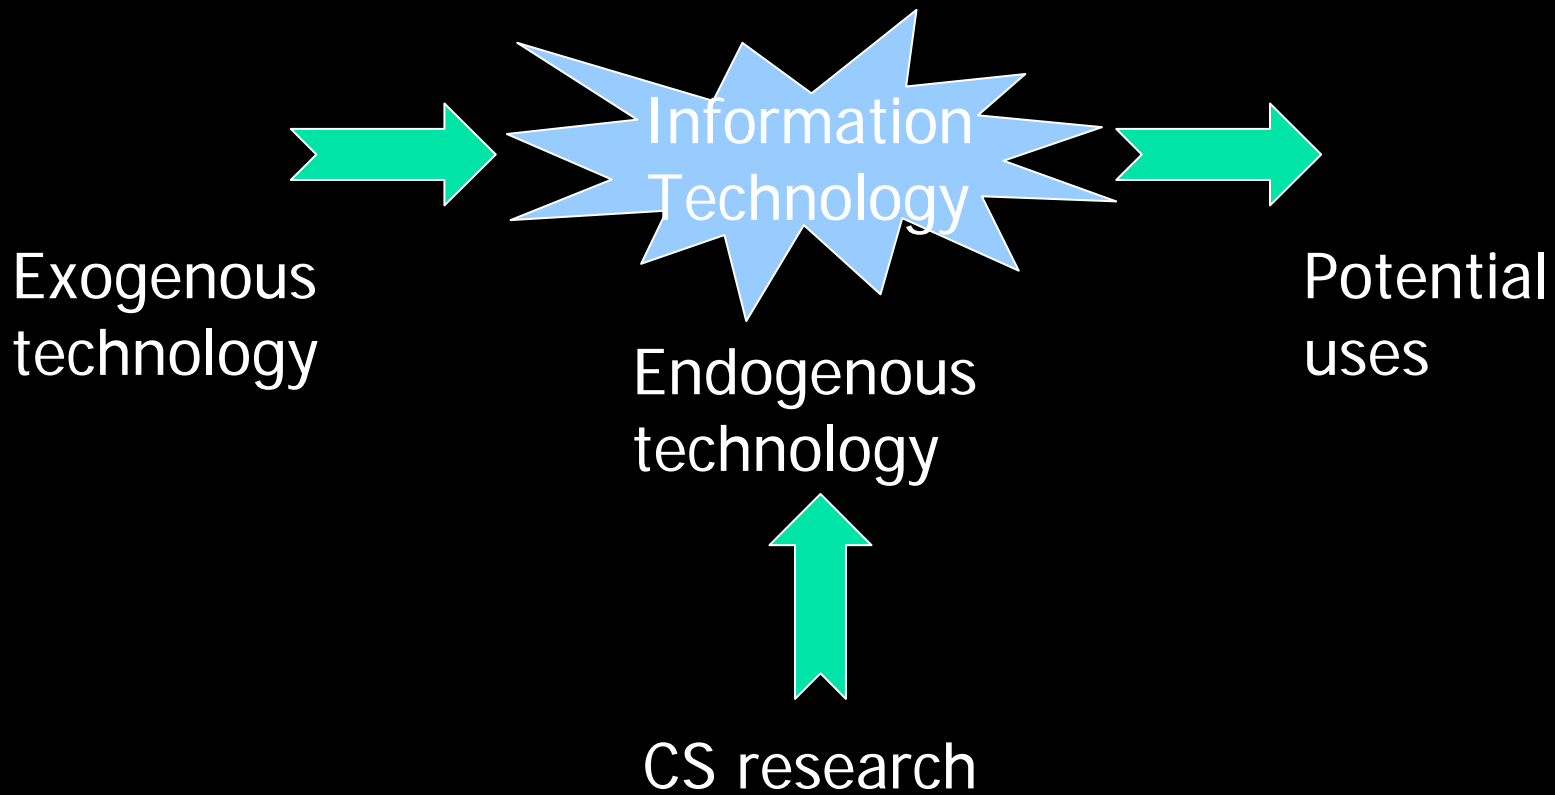 Information
Technology
Exogenous
technology
Potential
uses
Endogenous
technology
CS research